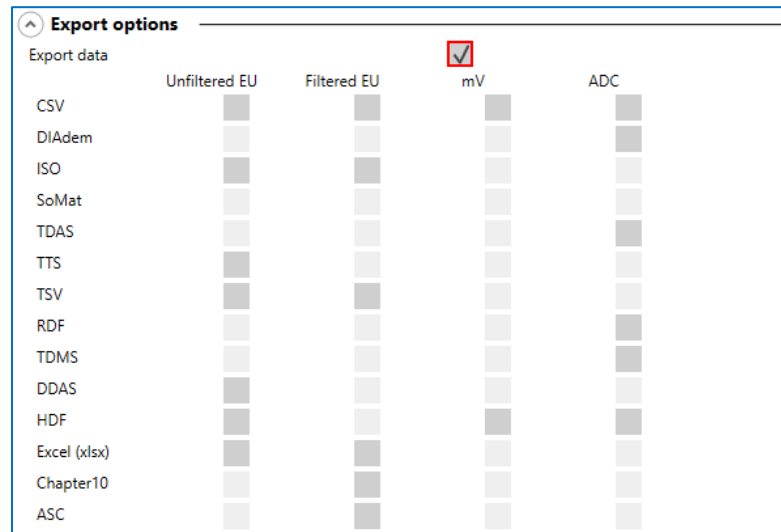 Export options
Export data
Unfiltered EU Filtered EU mV ADC
CSV
DIAdem
ISO
SoMat
TDAS
TTS
TSV
RDF
TDMS
DDAS
HDF
Excel (xlsx)
Chapter10
ASC